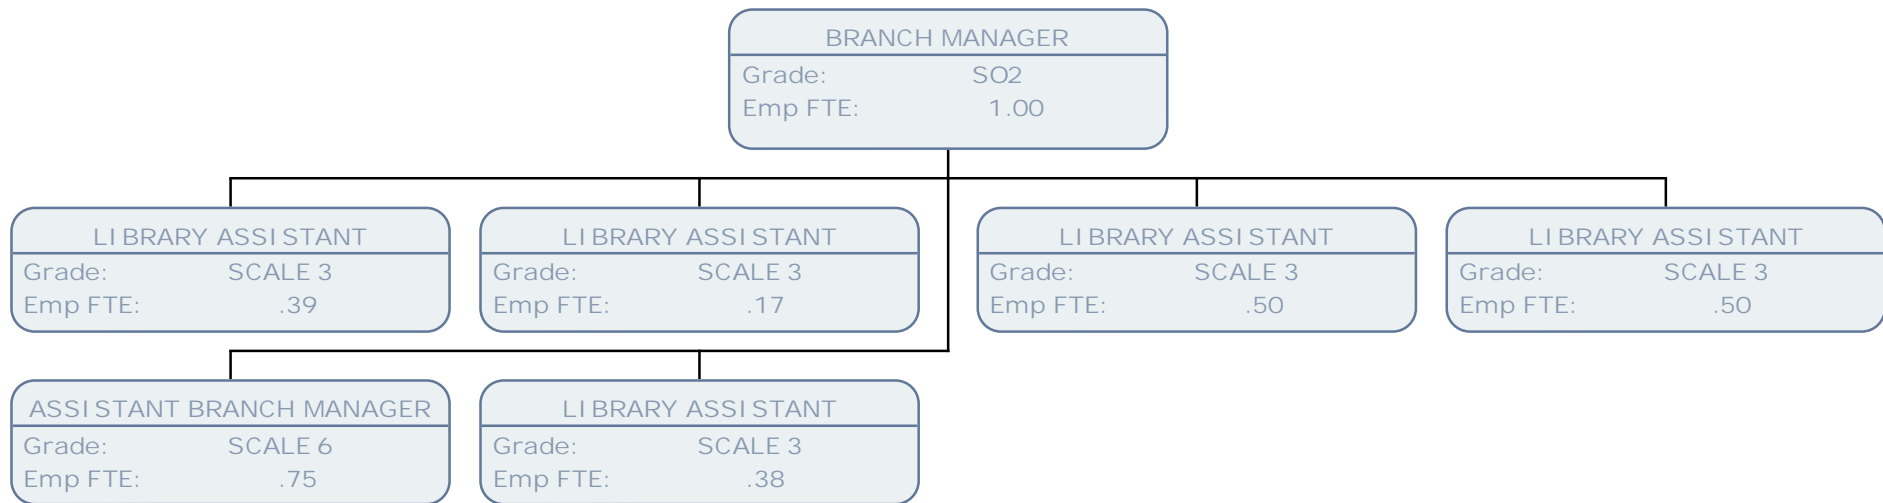 BRANCH MANAGER
Grade: SO2
Emp FTE: 1.00
LIBRARY ASSISTANT
Grade: SCALE 3
Emp FTE: .39
LIBRARY ASSISTANT
Grade: SCALE 3
Emp FTE: .17
LIBRARY ASSISTANT
Grade: SCALE 3
Emp FTE: .50
LIBRARY ASSISTANT
Grade: SCALE 3
Emp FTE: .50
ASSISTANT BRANCH MANAGER
Grade: SCALE 6
Emp FTE: .75
LIBRARY ASSISTANT
Grade: SCALE 3
Emp FTE: .38